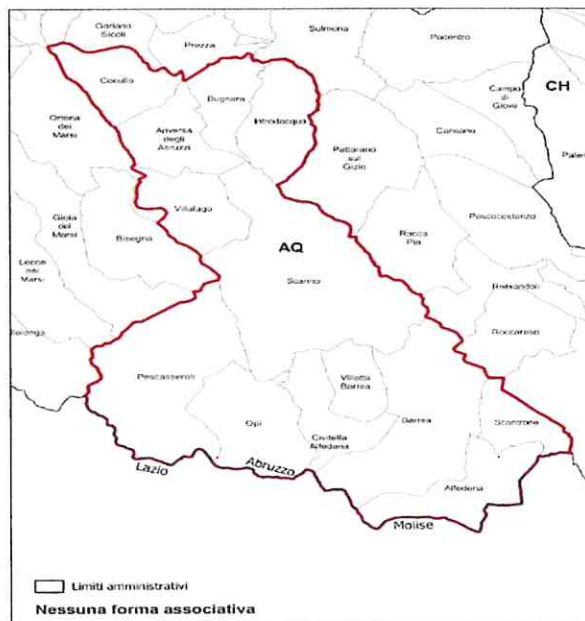 Goriano
Sicoli
Prezza
Sulmona
Pacentro
Cocullo
Bugnara
Introdacqua
Campo
di
Giove
CH
Ortona
dei
Marsi
Anversa
degli
Abruzzi
Pettorano
sul
Gizio
Cansano
Palen
Villalago
Gioia
dei
Marsi
Bisegna
Pescocostanzo
Rocca
Pia
AQ
Scanno
Lecce
nei
Marsi
Rivisondoli
Roccaraso
Pescasseroli
Villetta
Barrea
Opi
Civitella
Alfedena
Barrea
Scontrone
Alfedena
Lazio
Abruzzo
Molise
Limiti amministrativi
Nessuna forma associativa